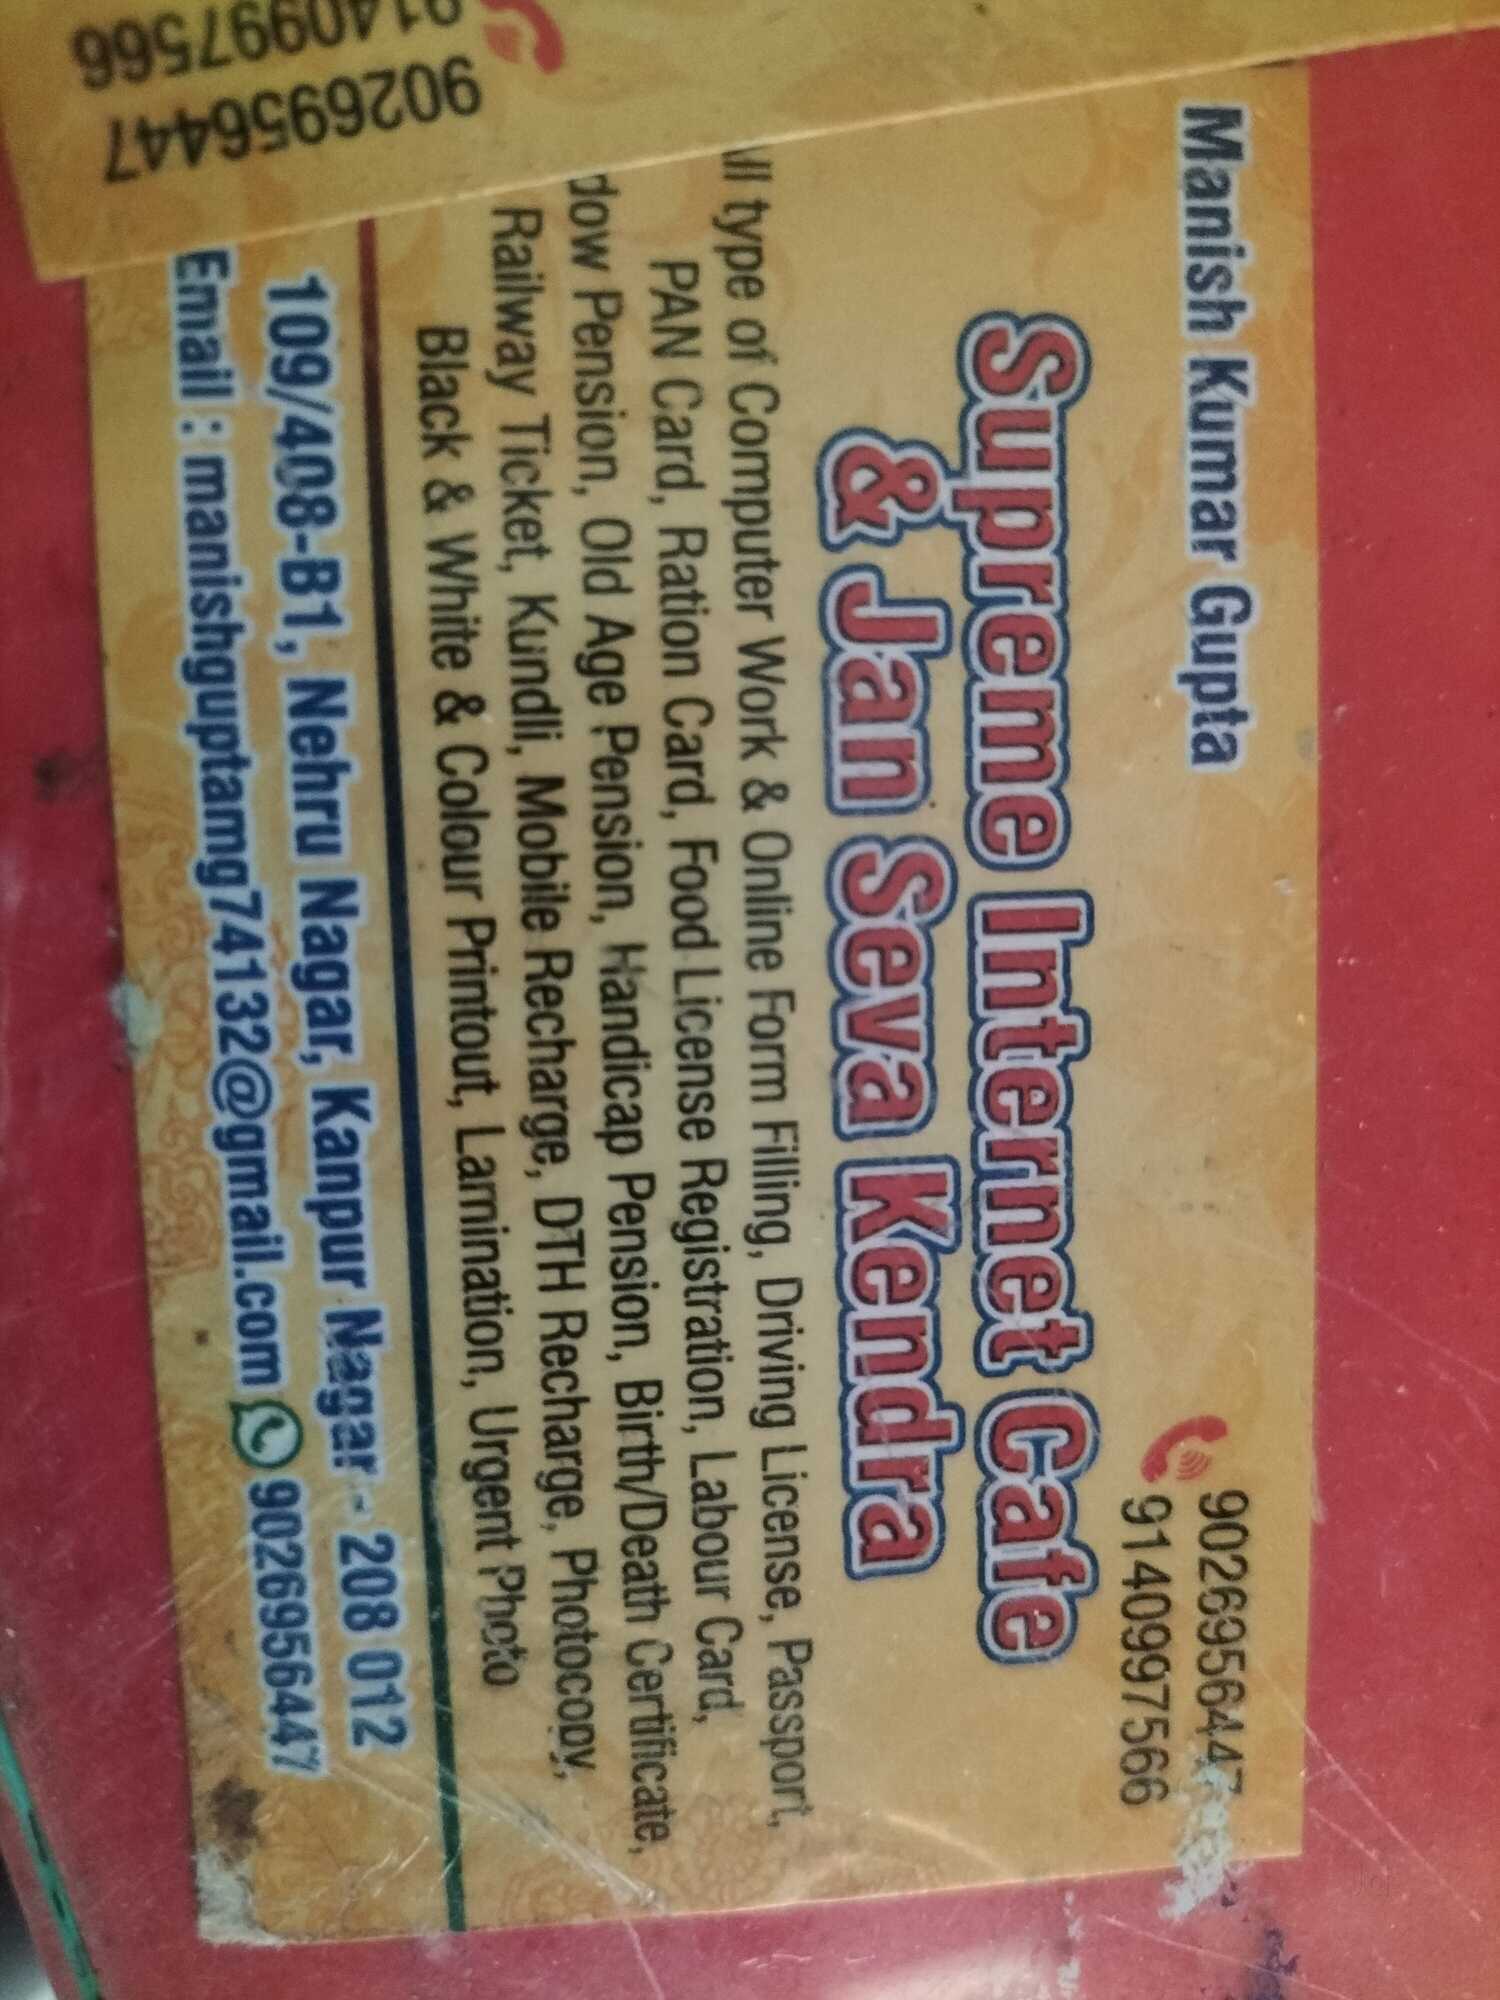 Manish Kumar Gupta
9026956447
9140997566
Supreme Internet Cafe
& Jan Seva Kendra
type of Computer Work & Online Form Filling, Driving License, Passport,
PAN Card, Ration Card, Food License Registration, Labour Card,
Pension, Old Age Pension, Handicap Pension, Birth/Death Certificate,
Railway Ticket, Kundli, Mobile Recharge, DTH Recharge, Photocopy,
Black & White & Colour Printout, Lamination, Urgent Photo
109/408-B1, Nehru Nagar, Kanpur Nagar - 208 012
Email : manishguptamg74132@gmail.com 9026956447
9026956447
9140997566